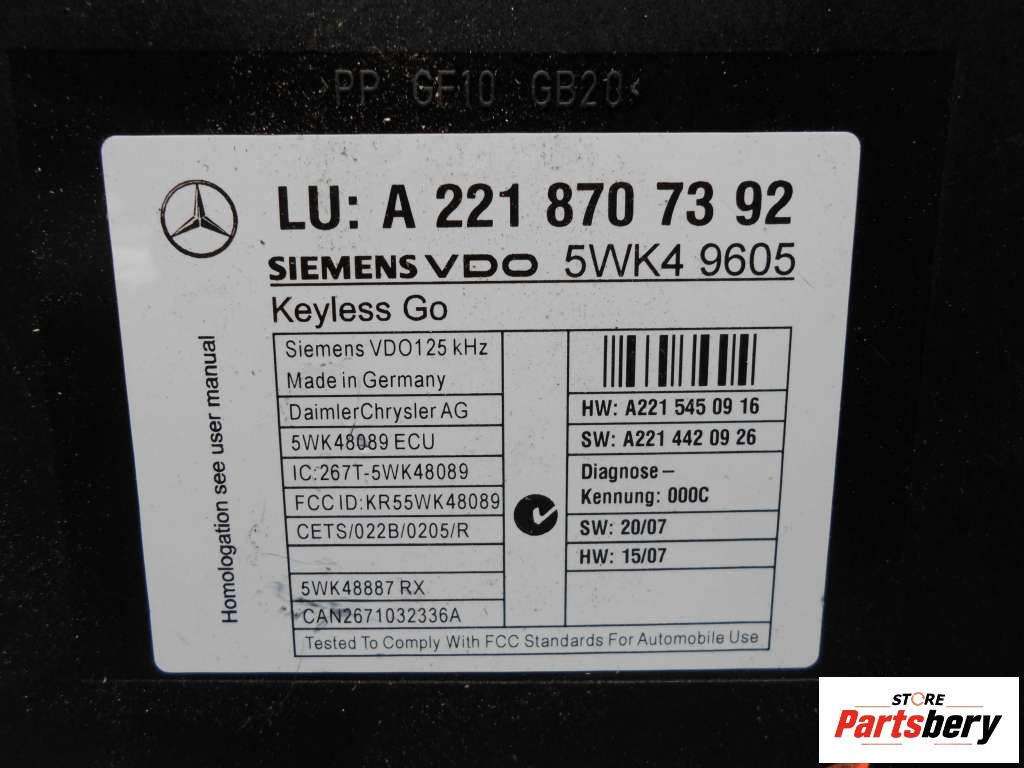 >PP GF10 GB20<
LU: A 221 870 73 92
SIEMENS VDO 5WK4 9605
Keyless Go
Homologation see user manual
Siemens VDO125 kHz
Made in Germany
DaimlerChrysler AG
5WK48089 ECU
IC:267T-5WK48089
FCC ID:KR55WK48089
CETS/022B/0205/R
5WK48887 RX
CAN2671032336A
HW: A221 545 09 16
SW: A221 442 09 26
Diagnose –
Kennung: 000C
SW: 20/07
HW: 15/07
Tested To Comply With FCC Standards For Automobile Use
STORE
Partsbery